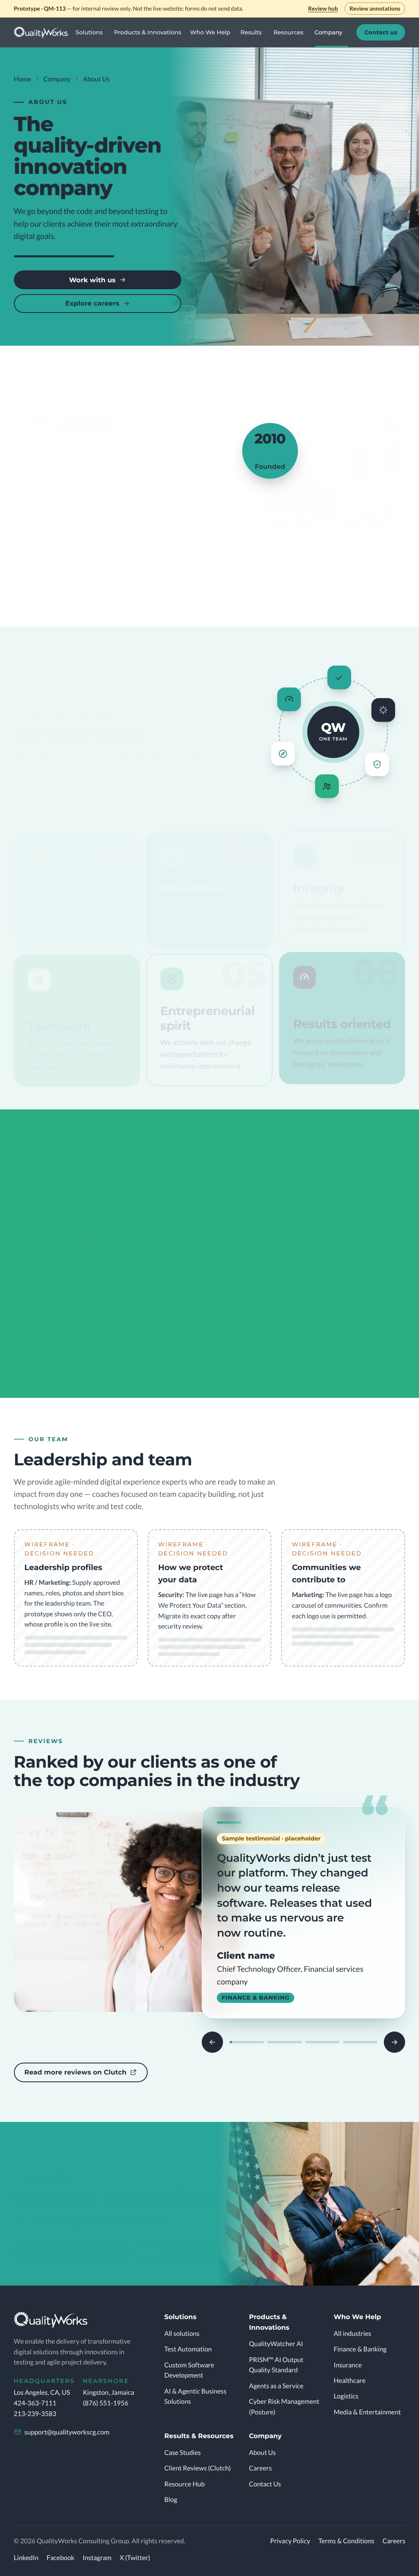 Prototype · QM-113 — for internal review only. Not the live website; forms do not send data.
Review hub
Review annotations
QualityWorks
Solutions
Products & Innovations
Who We Help
Results
Resources
Company
Contact us
Home
Company
About Us
ABOUT US
The
quality-driven
innovation
company
We go beyond the code and beyond testing to
help our clients achieve their most extraordinary
digital goals.
Work with us
Explore careers
2010
Founded
QW
ONE TEAM
Innovation
Integrity
Teamwork
05
Entrepreneurial
spirit
We actively seek out change
and opportunities for
continuous improvement.
06
Results oriented
OUR TEAM
Leadership and team
We provide agile-minded digital experience experts who are ready to make an
impact from day one — coaches focused on team capacity building, not just
technologists who write and test code.
WIREFRAME
DECISION NEEDED
Leadership profiles
HR / Marketing: Supply approved
names, roles, photos and short bios
for the leadership team. The
prototype shows only the CEO,
whose profile is on the live site.
WIREFRAME
DECISION NEEDED
How we protect
your data
Security: The live page has a "How
We Protect Your Data" section.
Migrate its exact copy after
security review.
WIREFRAME
DECISION NEEDED
Communities we
contribute to
Marketing: The live page has a logo
carousel of communities. Confirm
each logo use is permitted.
REVIEWS
Ranked by our clients as one of
the top companies in the industry
Sample testimonial · placeholder
QualityWorks didn't just test
our platform. They changed
how our teams release
software. Releases that used
to make us nervous are
now routine.
Client name
Chief Technology Officer, Financial services
company
FINANCE & BANKING
Read more reviews on Clutch
QualityWorks
We enable the delivery of transformative
digital solutions through innovations in
testing and agile project delivery.
HEADQUARTERS
Los Angeles, CA, US
424-363-7111
213-239-3583
NEARSHORE
Kingston, Jamaica
(876) 551-1956
support@qualityworkscg.com
Solutions
All solutions
Test Automation
Custom Software
Development
AI & Agentic Business
Solutions
Products &
Innovations
QualityWatcher AI
PRISM™ AI Output
Quality Standard
Agents as a Service
Cyber Risk Management
(Posture)
Who We Help
All industries
Finance & Banking
Insurance
Healthcare
Logistics
Media & Entertainment
Results & Resources
Case Studies
Client Reviews (Clutch)
Resource Hub
Blog
Company
About Us
Careers
Contact Us
© 2026 QualityWorks Consulting Group. All rights reserved.
Privacy Policy
Terms & Conditions
Careers
LinkedIn
Facebook
Instagram
X (Twitter)